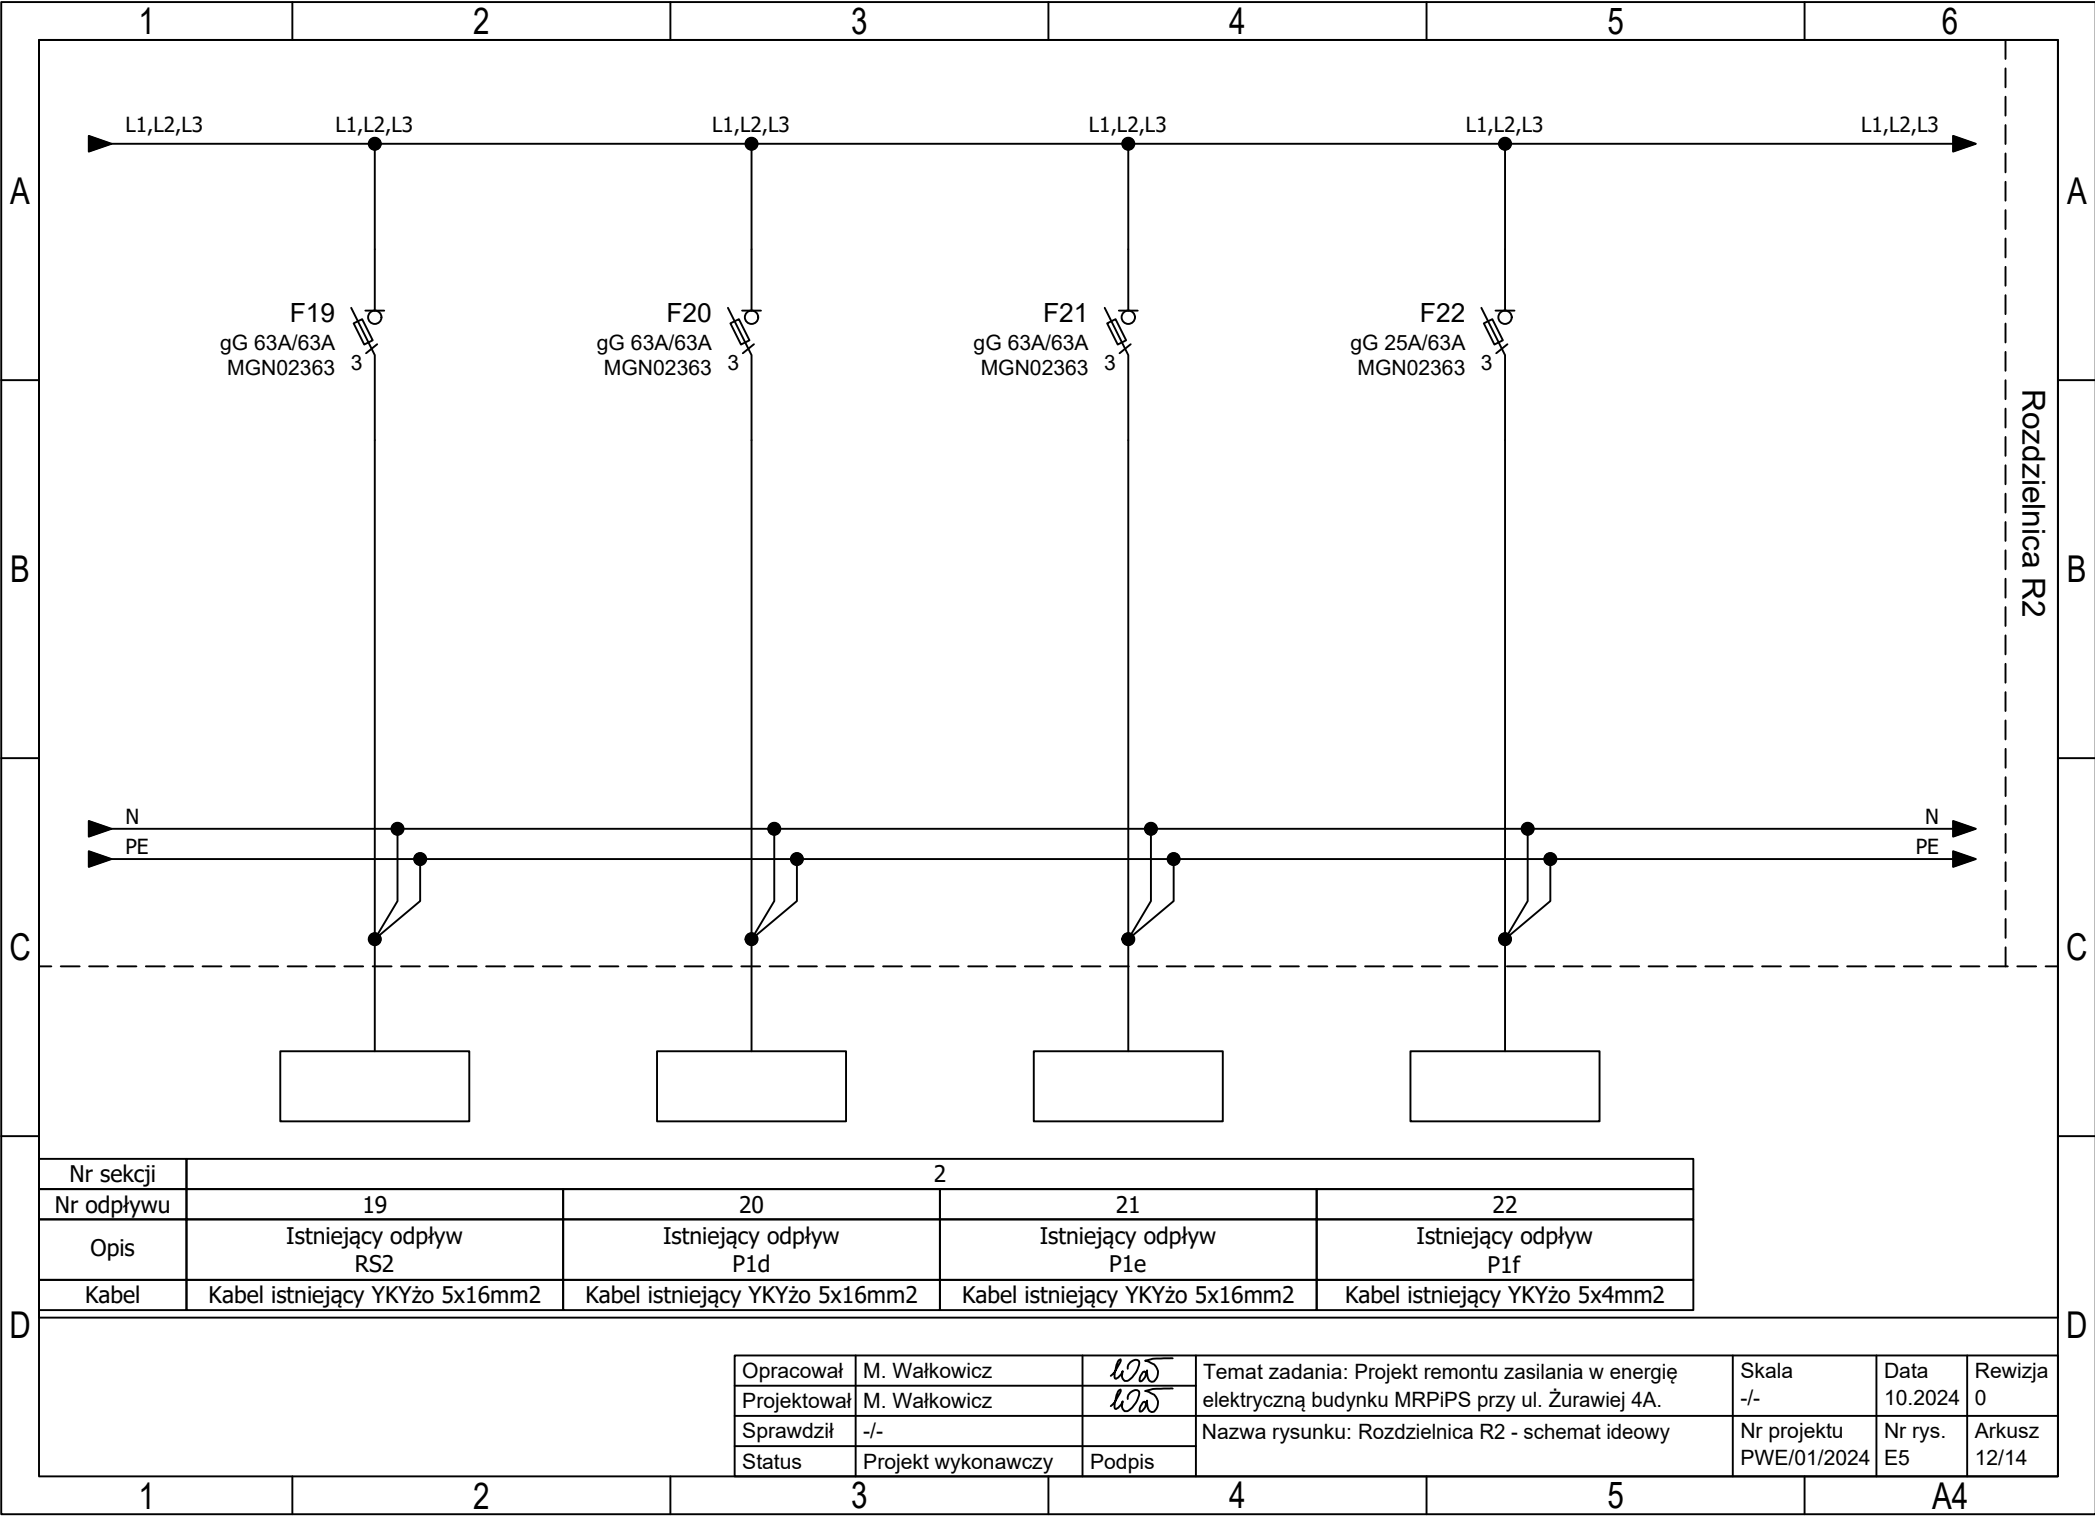 1 2 3 4 5 6
L1,L2,L3 L1,L2,L3 L1,L2,L3 L1,L2,L3 L1,L2,L3 L1,L2,L3
A A
F19 F20 F21 F22
gG 63A/63A gG 63A/63A gG 63A/63A gG 25A/63A
MGN02363 3 MGN02363 3 MGN02363 3 MGN02363 3
Rozdzielnica R2
B B
N N
PE PE
C C
Nr sekcji 2
Nr odpływu 19 20 21 22
Opis Istniejący odpływ Istniejący odpływ Istniejący odpływ Istniejący odpływ
RS2 P1d P1e P1f
Kabel Kabel istniejący YKYżo 5x16mm2 Kabel istniejący YKYżo 5x16mm2 Kabel istniejący YKYżo 5x16mm2 Kabel istniejący YKYżo 5x4mm2
D D
Opracował M. Wałkowicz Temat zadania: Projekt remontu zasilania w energię Skala Data Rewizja
Projektował M. Wałkowicz elektryczną budynku MRPiPS przy ul. Żurawiej 4A. -/- 10.2024 0
Sprawdził -/- Nazwa rysunku: Rozdzielnica R2 - schemat ideowy Nr projektu Nr rys. Arkusz
Status Projekt wykonawczy Podpis PWE/01/2024 E5 12/14
1 2 3 4 5 A4